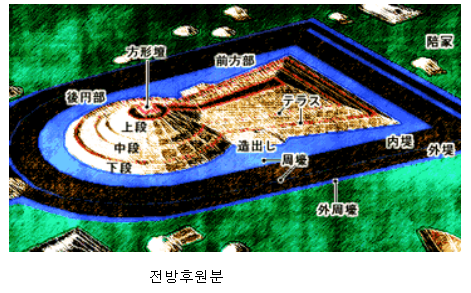 陪冢
方形壇
前方部
後円部
テラス
上段
中段
下段
造出し
周壕
内堤
外堤
外周壕
전방후원분